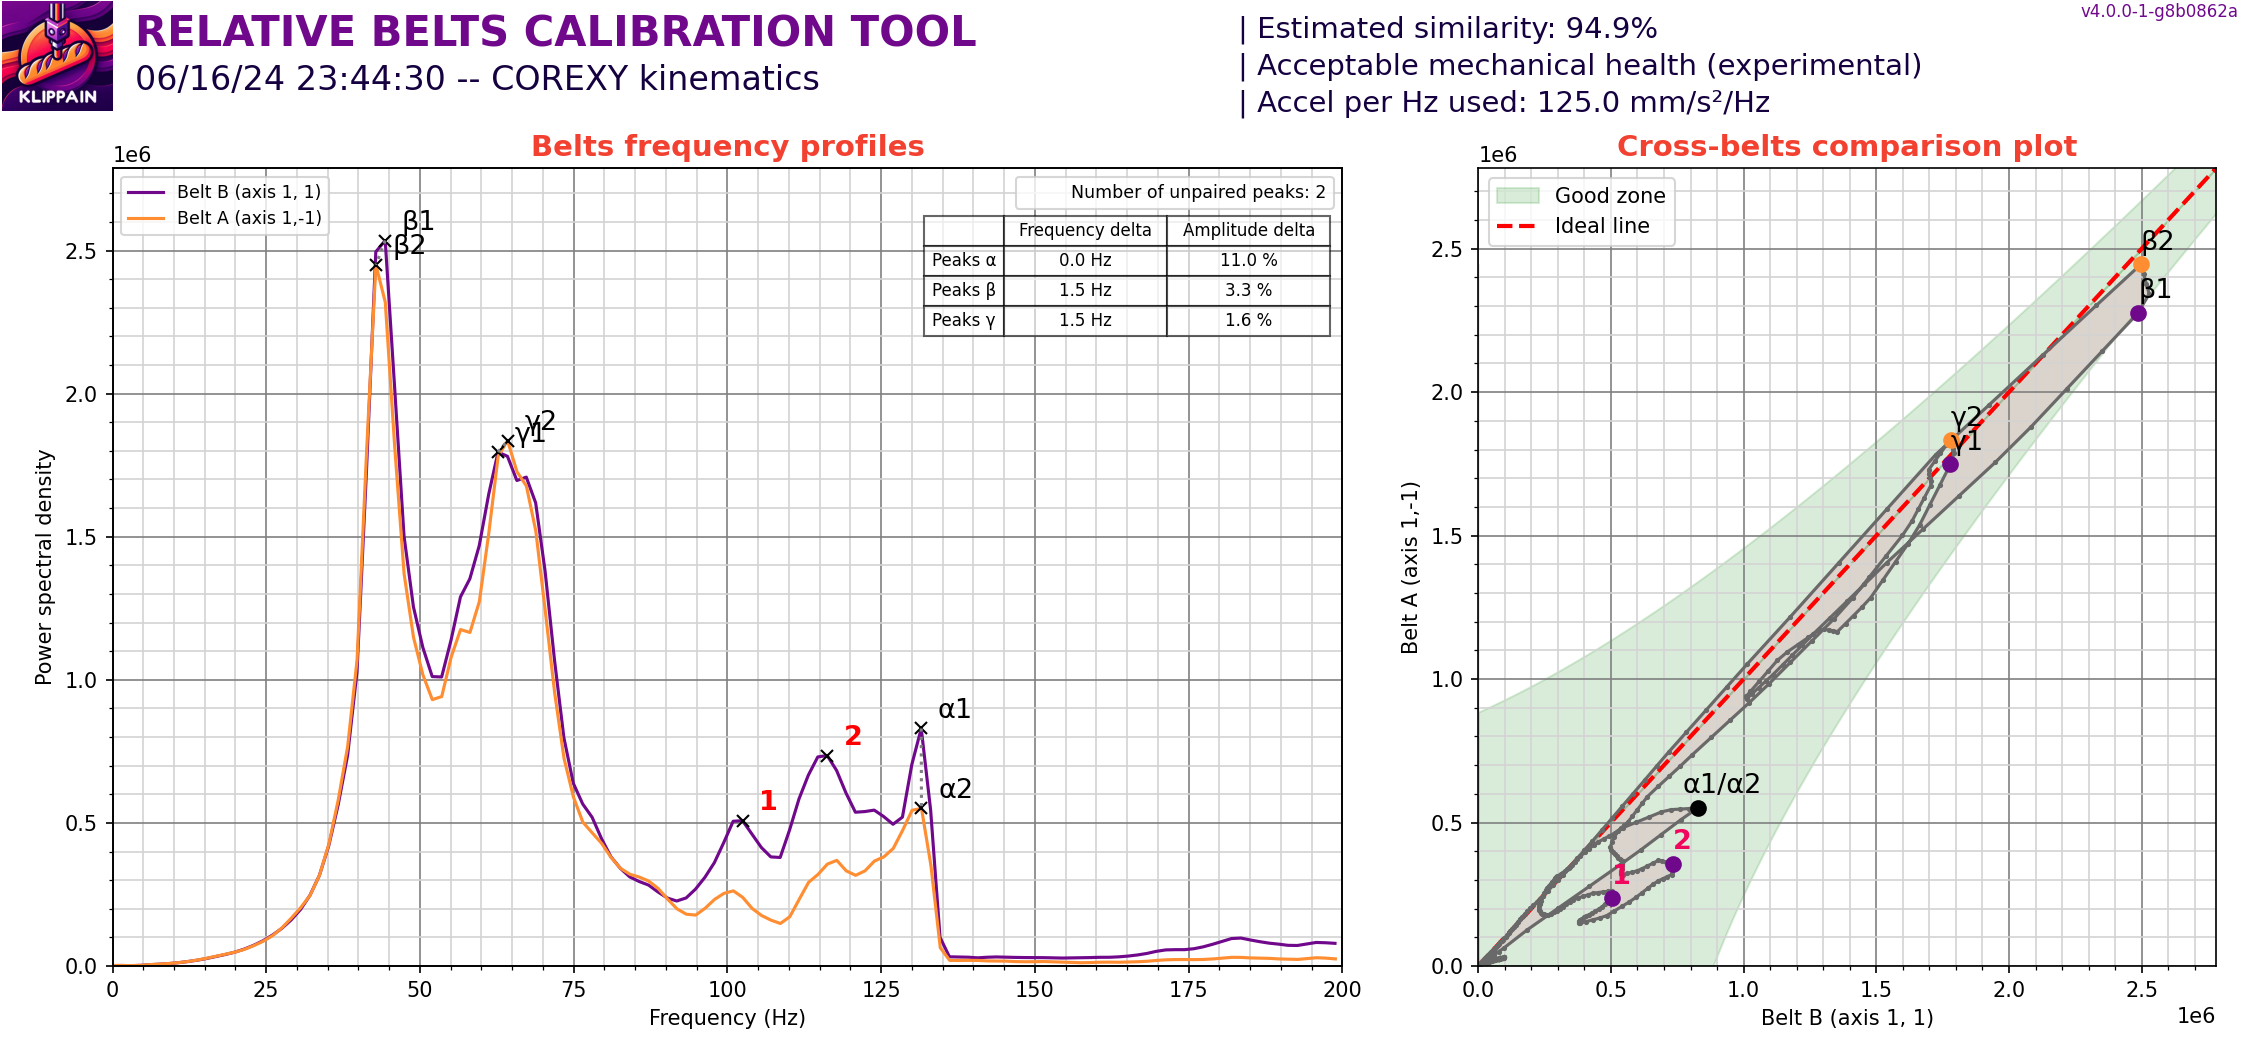 KLIPPAIN
RELATIVE BELTS CALIBRATION TOOL
06/16/24 23:44:30 -- COREXY kinematics
| Estimated similarity: 94.9%
| Acceptable mechanical health (experimental)
| Accel per Hz used: 125.0 mm/s²/Hz
v4.0.0-1-g8b0862a
Belts frequency profiles
1e6
Belt B (axis 1, 1)
Belt A (axis 1,-1)
Number of unpaired peaks: 2
Frequency delta Amplitude delta
Peaks α 0.0 Hz 11.0 %
Peaks β 1.5 Hz 3.3 %
Peaks γ 1.5 Hz 1.6 %
β1
β2
γ2
γ1
α1
2
α2
1
2.5
2.0
1.5
1.0
0.5
0.0
Power spectral density
0 25 50 75 100 125 150 175 200
Frequency (Hz)
Cross-belts comparison plot
1e6
Good zone
Ideal line
β2
β1
γ2
γ1
α1/α2
2
1
2.5
2.0
1.5
1.0
0.5
0.0
Belt A (axis 1,-1)
0.0 0.5 1.0 1.5 2.0 2.5
Belt B (axis 1, 1)
1e6